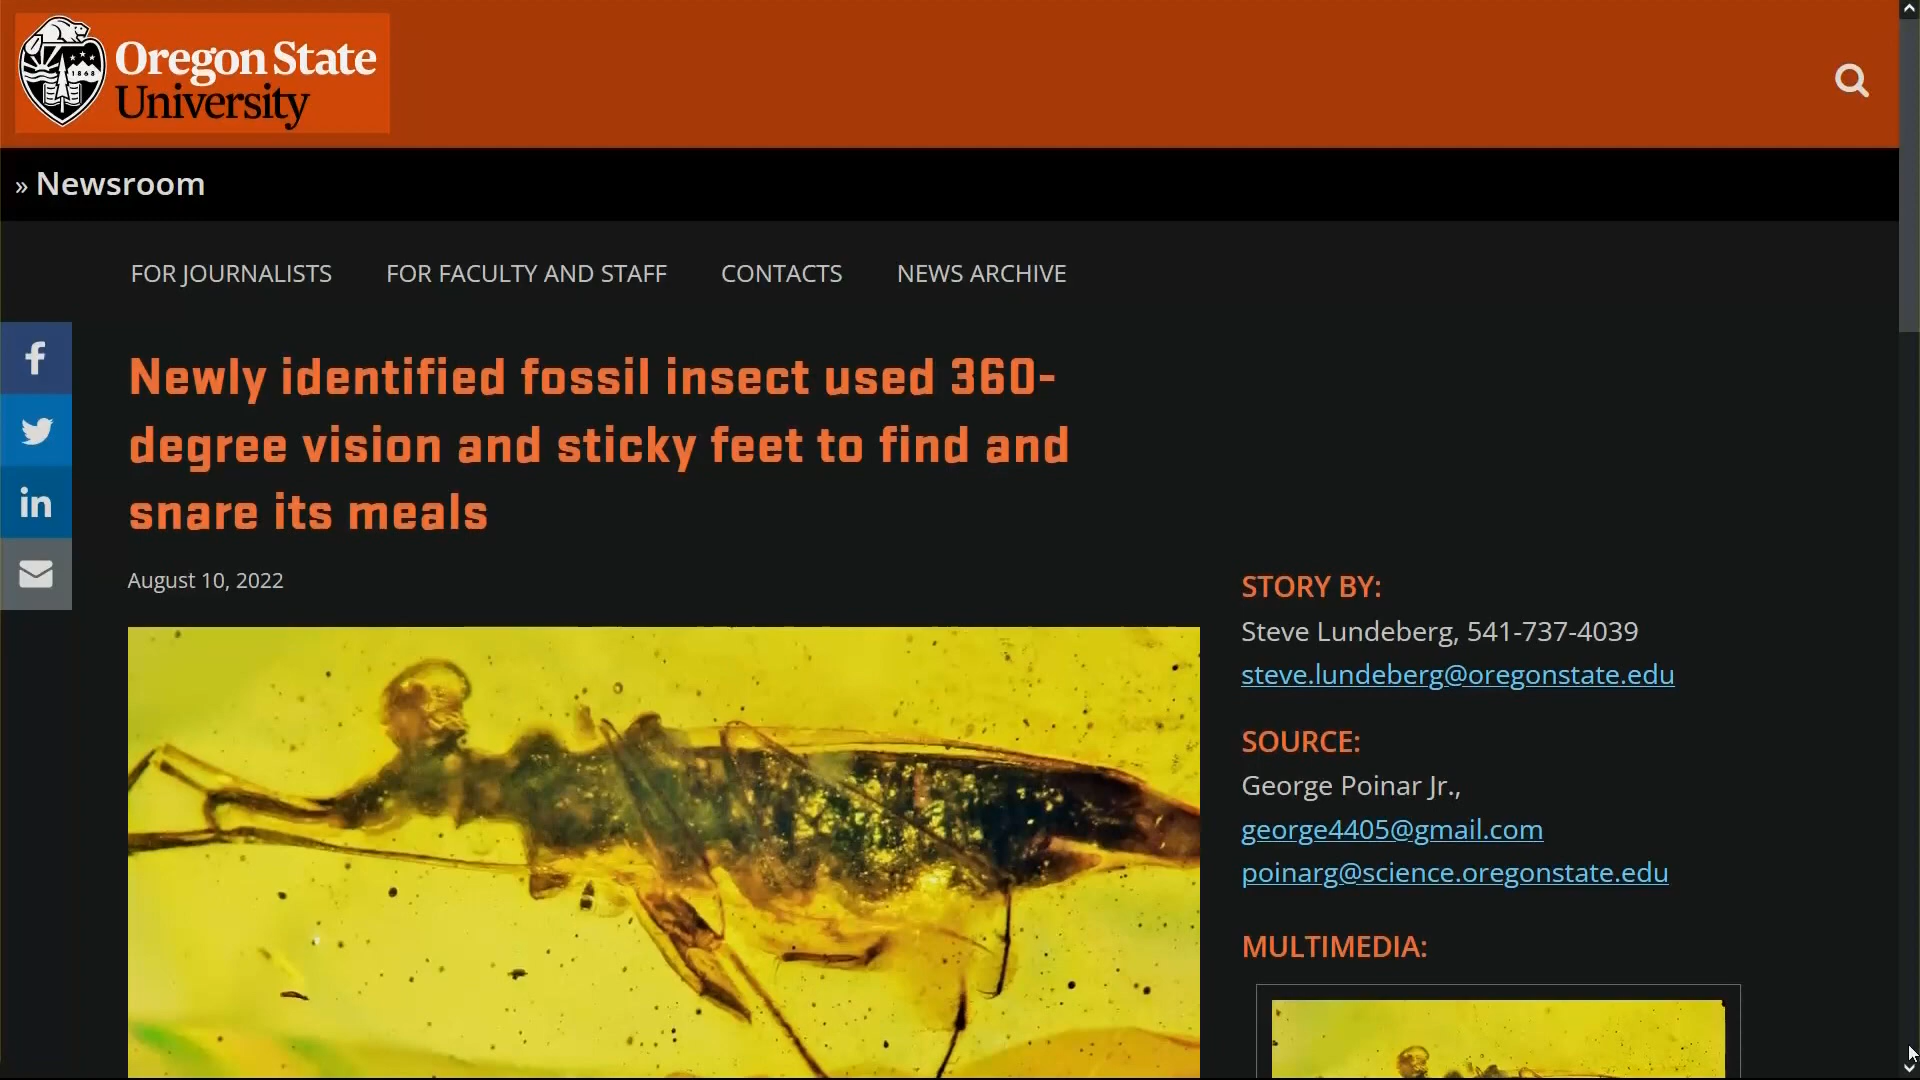 1868
Oregon State
University
» Newsroom
FOR JOURNALISTS FOR FACULTY AND STAFF CONTACTS NEWS ARCHIVE
f
in
Newly identified fossil insect used 360-
degree vision and sticky feet to find and
snare its meals
August 10, 2022
STORY BY:
Steve Lundeberg, 541-737-4039
steve.lundeberg@oregonstate.edu
SOURCE:
George Poinar Jr.,
george4405@gmail.com
poinarg@science.oregonstate.edu
MULTIMEDIA: